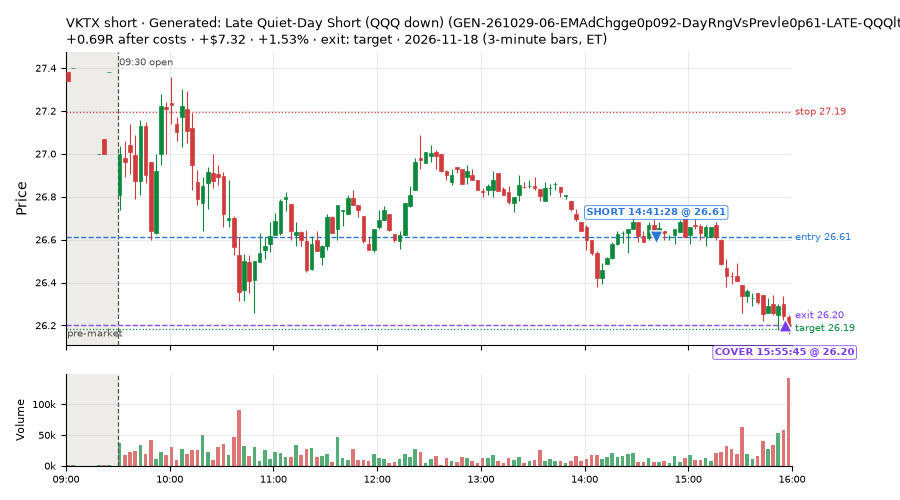 VKTX short · Generated: Late Quiet-Day Short (QQQ down) (GEN-261029-06-EMAdChgge0p092-DayRngVsPrevle0p61-LATE-QQQlt
+0.69R after costs · +$7.32 · +1.53% · exit: target · 2026-11-18 (3-minute bars, ET)
09:30 open
27.4
27.2
27.0
26.8
26.6
26.4
26.2
Price
stop 27.19
SHORT 14:41:28 @ 26.61
entry 26.61
exit 26.20
target 26.19
pre-market
COVER 15:55:45 @ 26.20
Volume
100k
50k
0k
09:00
10:00
11:00
12:00
13:00
14:00
15:00
16:00